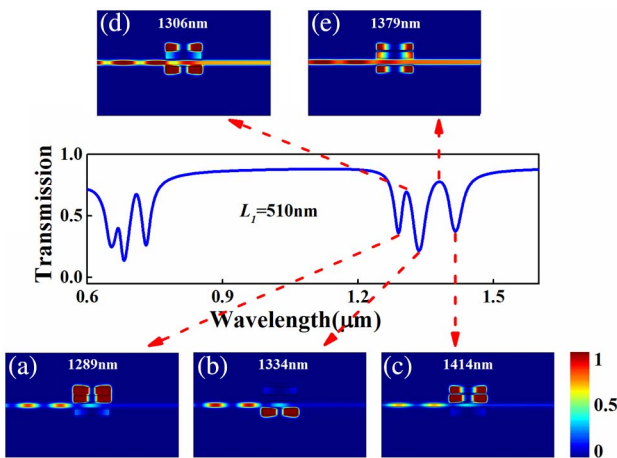 (d) 1306nm
(e) 1379nm
1.0
0.5
0.0
Transmission
L1=510nm
0.6 0.9 1.2 1.5
Wavelength(μm)
(a) 1289nm
(b) 1334nm
(c) 1414nm
1
0.5
0